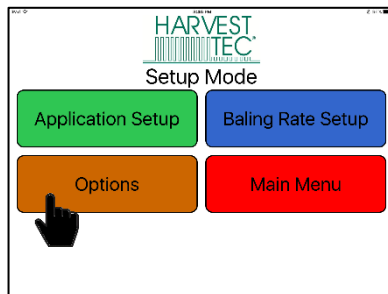 HARVEST
TEC
Setup Mode
Application Setup
Baling Rate Setup
Options
Main Menu